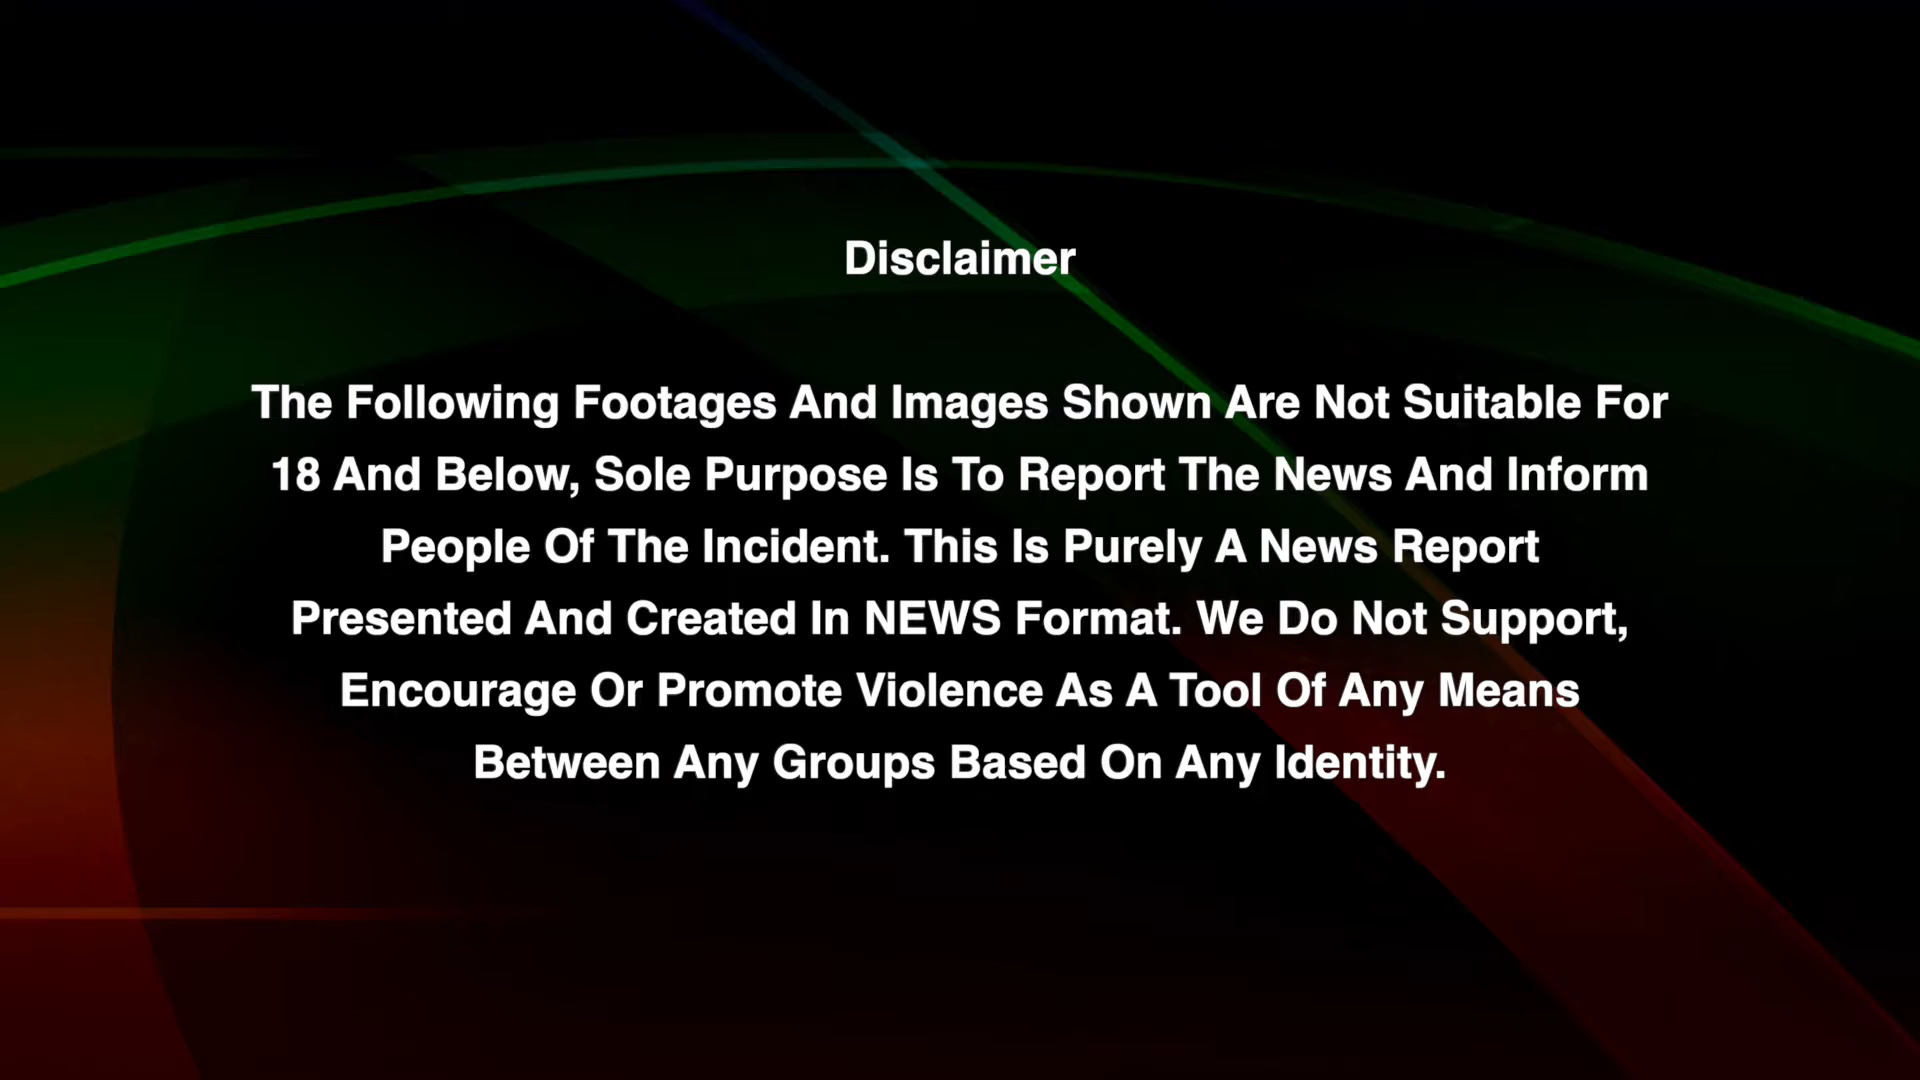 Disclaimer
The Following Footages And Images Shown Are Not Suitable For
18 And Below, Sole Purpose Is To Report The News And Inform
People Of The Incident. This Is Purely A News Report
Presented And Created In NEWS Format. We Do Not Support,
Encourage Or Promote Violence As A Tool Of Any Means
Between Any Groups Based On Any Identity.